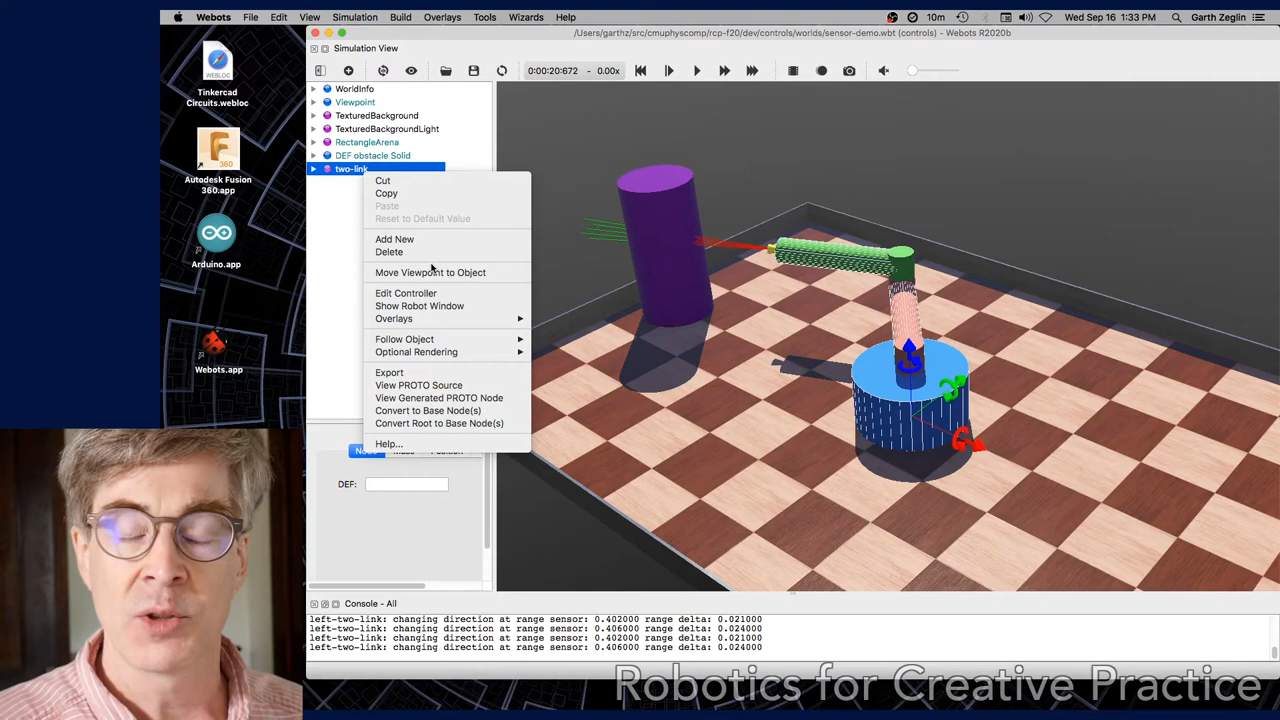 Webots File Edit View Simulation Build Overlays Tools Wizards Help 10m Wed Sep 16 1:33 PM Garth Zeglin
/Users/garthz/src/cmuphyscomp/rcp-f20/dev/controls/worlds/sensor-demo.wbt (controls) - Webots R2020b
Simulation View
0:00:20:672 - 0.00x
WEBLOC
Tinkercad
Circuits.webloc
F
360
Autodesk Fusion
360.app
Arduino.app
Webots.app
WorldInfo
Viewpoint
TexturedBackground
TexturedBackgroundLight
RectangleArena
DEF obstacle Solid
two-link
Cut
Copy
Paste
Reset to Default Value
Add New
Delete
Move Viewpoint to Object
Edit Controller
Show Robot Window
Overlays
Follow Object
Optional Rendering
Export
View PROTO Source
View Generated PROTO Node
Convert to Base Node(s)
Convert Root to Base Node(s)
Help...
DEF:
Console - All
left-two-link: changing direction at range sensor: 0.402000 range delta: 0.021000
left-two-link: changing direction at range sensor: 0.406000 range delta: 0.024000
left-two-link: changing direction at range sensor: 0.402000 range delta: 0.021000
left-two-link: changing direction at range sensor: 0.406000 range delta: 0.024000
Robotics for Creative Practice